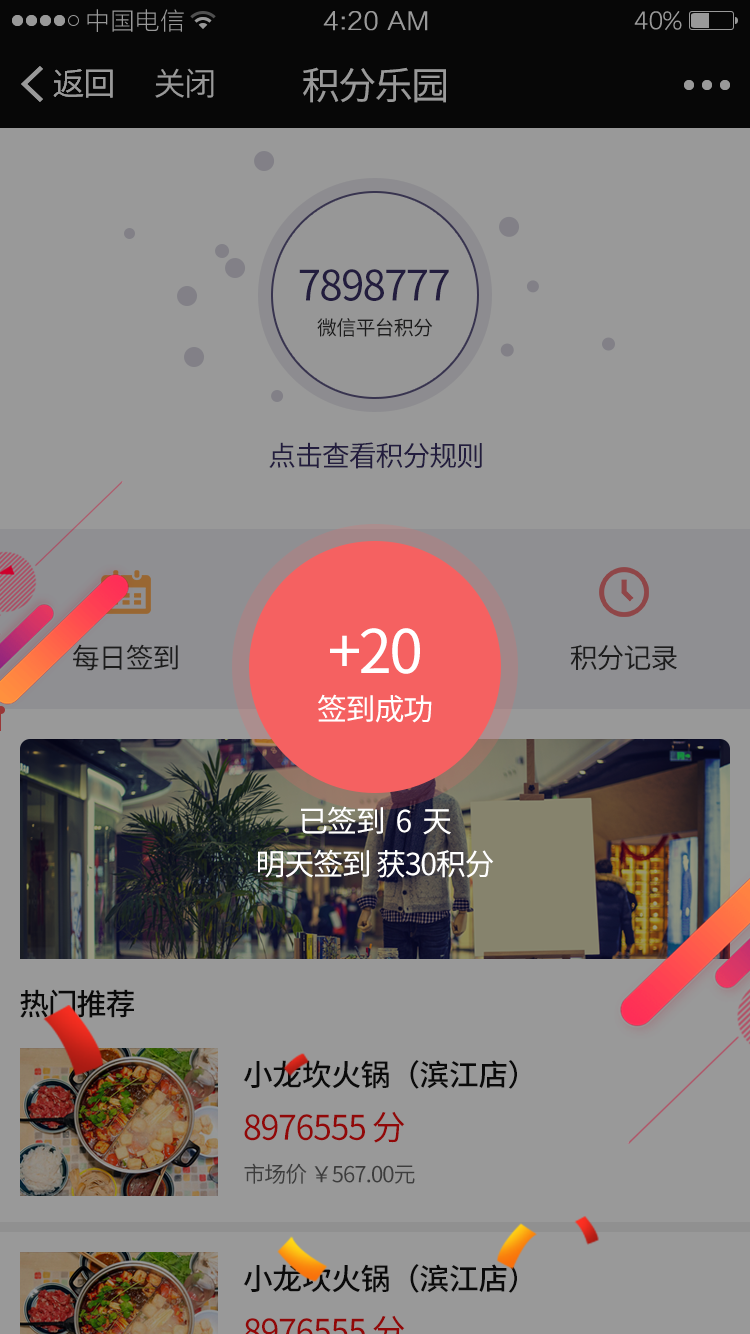 中国电信 4:20 AM 40%
返回 关闭 积分乐园
7898777
微信平台积分
点击查看积分规则
+20
签到成功
每日签到 积分记录
已签到 6 天
明天签到 获30积分
热门推荐
小龙坎火锅（滨江店）
8976555 分
市场价 ￥567.00元
小龙坎火锅（滨江店）
8976555 分